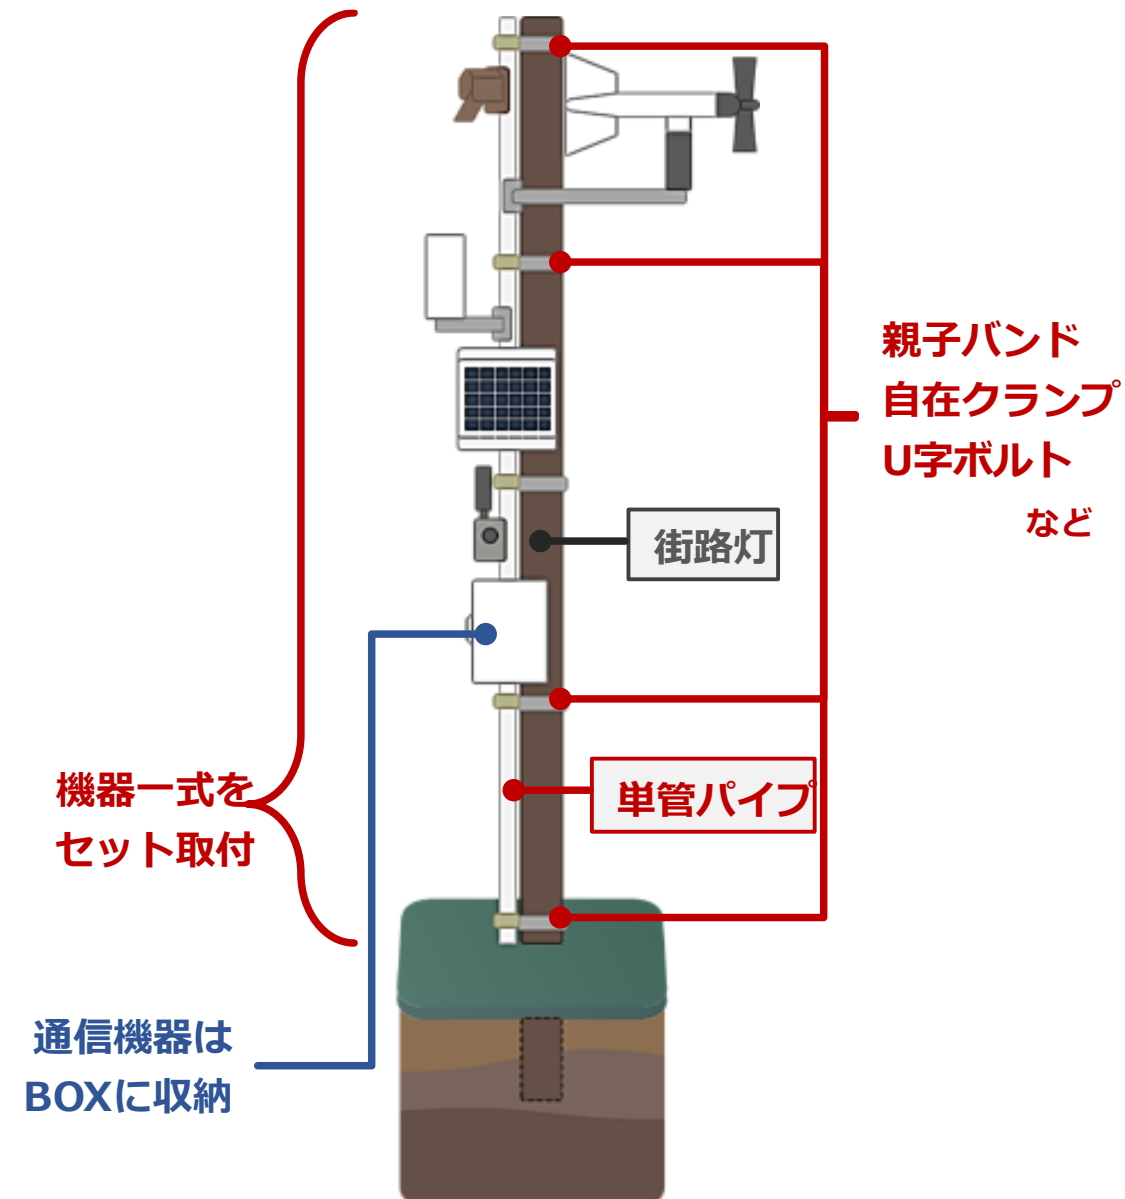 親子バンド
自在クランプ
U字ボルト
など
街路灯
単管パイプ
機器一式を
セット取付
通信機器は
BOXに収納